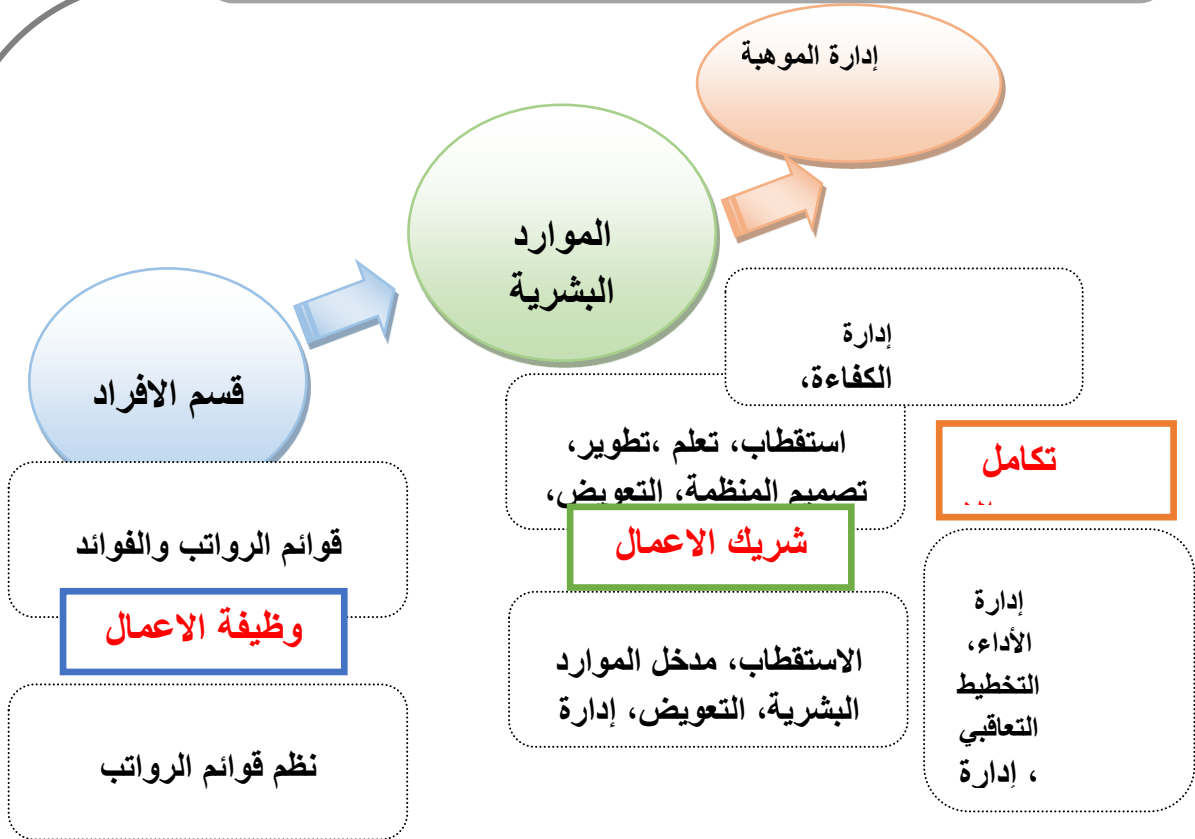 إدارة الموهبة
الموارد
البشرية
قسم الافراد
إدارة
الكفاءة،
استقطاب، تعلم ،تطوير،
تصميم المنظمة، التعويض،
تكامل
شريك الاعمال
قوائم الرواتب والفوائد
وظيفة الاعمال
إدارة
الأداء،
التخطيط
التعاقبي
، إدارة
الاستقطاب، مدخل الموارد
البشرية، التعويض، إدارة
نظم قوائم الرواتب